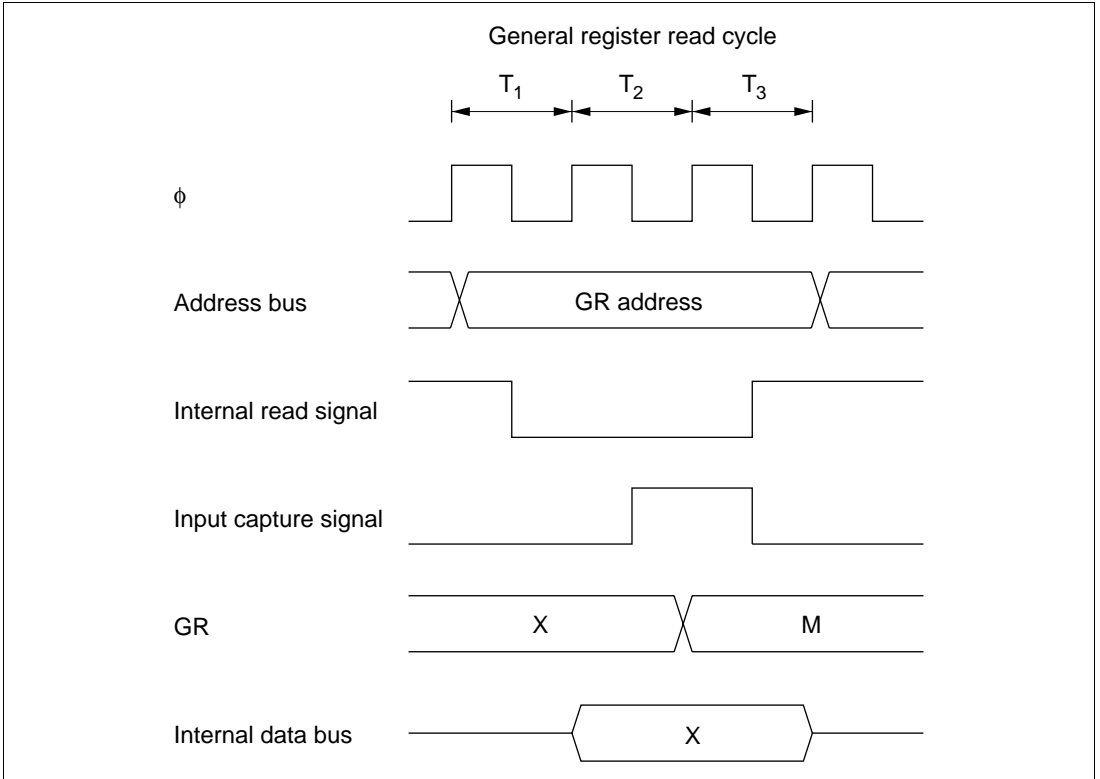 General register read cycle
T1 T2 T3
ϕ
Address bus GR address
Internal read signal
Input capture signal
GR X M
Internal data bus X